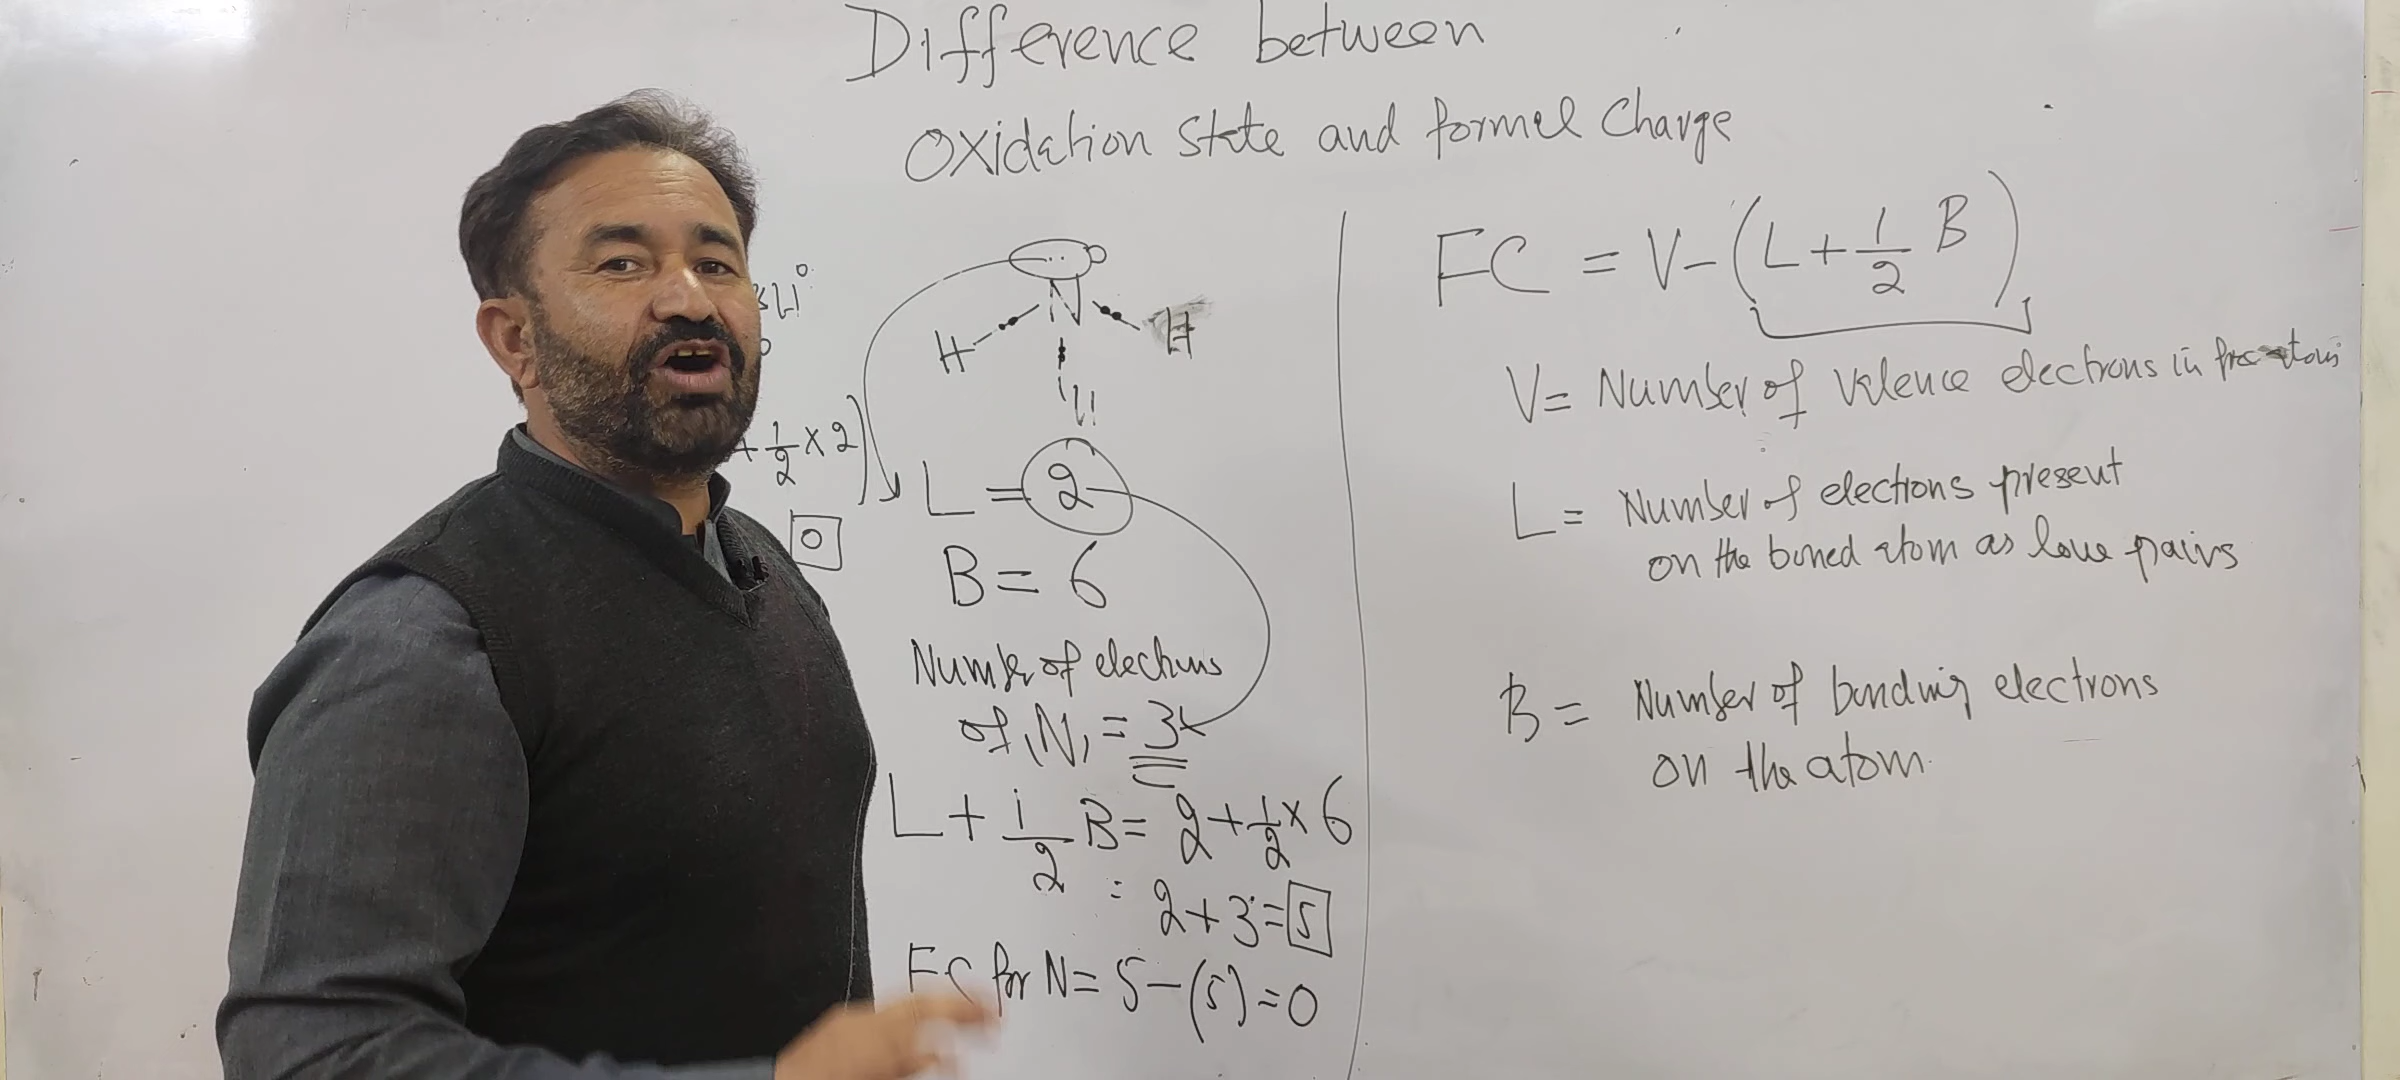 Difference between
Oxidation State and formel Charge
N
H
H
+ 1/2 × 2)
0
L = 2
B = 6
Number of electrons
of N = 3
L + 1/2 B = 2 + 1/2 × 6
= 2 + 3 = 5
FC for N = 5 – (5) = 0
FC = V – (L + 1/2 B)
V = Number of Valence electrons in free atom
L = Number of electrons present
on the boned atom as lone pairs
B = Number of bonding electrons
on the atom